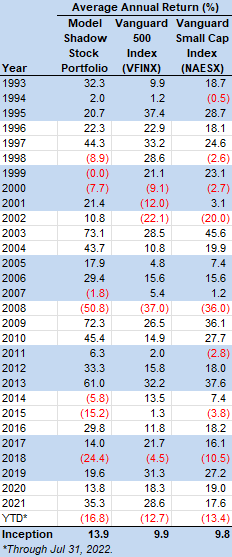 Average Annual Return (%)
Year Model Shadow Stock Portfolio Vanguard 500 Index (VFINX) Vanguard Small Cap Index (NAESX)
1993 32.3 9.9 18.7
1994 2.0 1.2 (0.5)
1995 20.7 37.4 28.7
1996 22.3 22.9 18.1
1997 44.3 33.2 24.6
1998 (8.9) 28.6 (2.6)
1999 (0.0) 21.1 23.1
2000 (7.7) (9.1) (2.7)
2001 21.4 (12.0) 3.1
2002 10.8 (22.1) (20.0)
2003 73.1 28.5 45.6
2004 43.7 10.8 19.9
2005 17.9 4.8 7.4
2006 29.4 15.6 15.6
2007 (1.8) 5.4 1.2
2008 (50.8) (37.0) (36.0)
2009 72.3 26.5 36.1
2010 45.4 14.9 27.7
2011 6.3 2.0 (2.8)
2012 33.3 15.8 18.0
2013 61.0 32.2 37.6
2014 (5.8) 13.5 7.4
2015 (15.2) 1.3 (3.8)
2016 29.8 11.8 18.2
2017 14.0 21.7 16.1
2018 (24.4) (4.5) (10.5)
2019 19.6 31.3 27.2
2020 13.8 18.3 19.0
2021 35.3 28.6 17.6
YTD* (16.8) (12.7) (13.4)
Inception 13.9 9.9 9.8
*Through Jul 31, 2022.